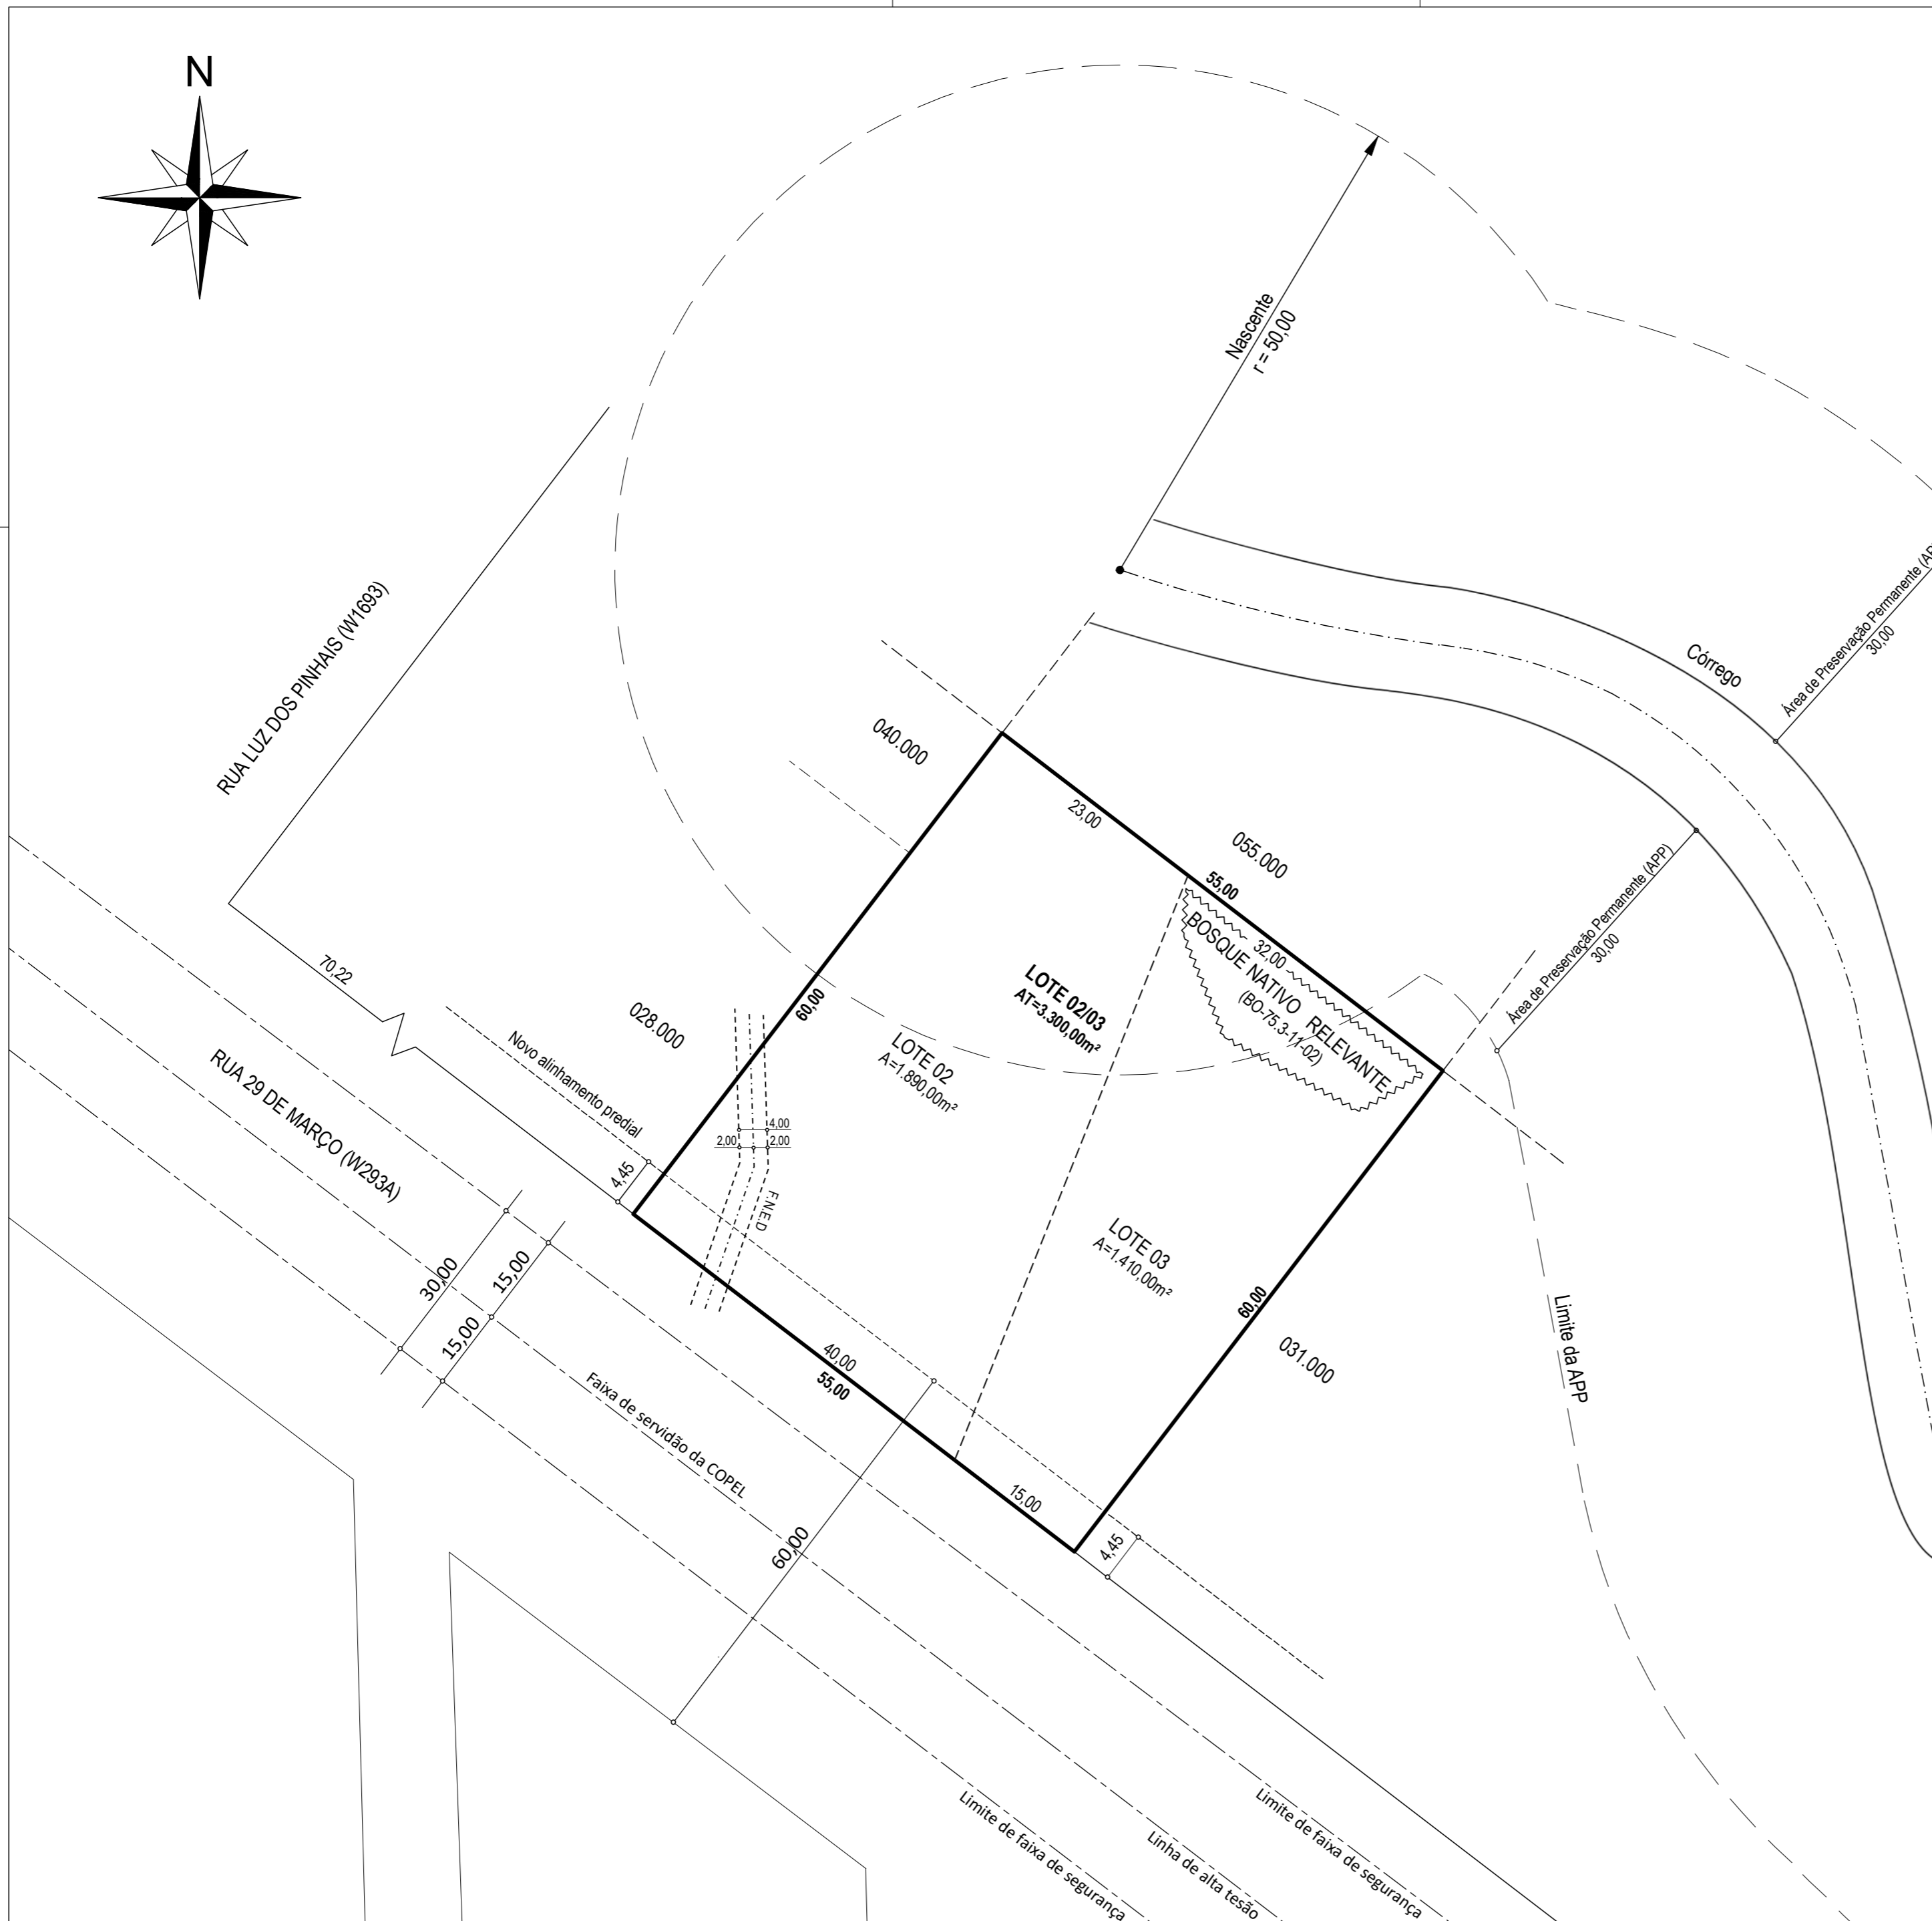 N
Nascente
r = 50,00
RUA LUZ DOS PINHAIS (W1693)
Córrego
Área de Preservação Permanente (AP
30,00
040.000
23,00
055.000
55,00
32,00
BOSQUE NATIVO RELEVANTE
(BO-75.3-11-02)
Área de Preservação Permanente (APP)
30,00
70,22
LOTE 02/03
AT=3.300,00m²
60,00
028.000
Novo alinhamento predial
LOTE 02
A=1.890,00m²
RUA 29 DE MARÇO (W293A)
4,00
2,00
2,00
4,45
F.N.E.D
LOTE 03
A=1.410,00m²
30,00
15,00
15,00
60,00
031.000
Limite da APP
40,00
55,00
Faixa de servidão da COPEL
15,00
60,00
4,45
Limite de faixa de segurança
Linha de alta tesão
Limite de faixa de segurança